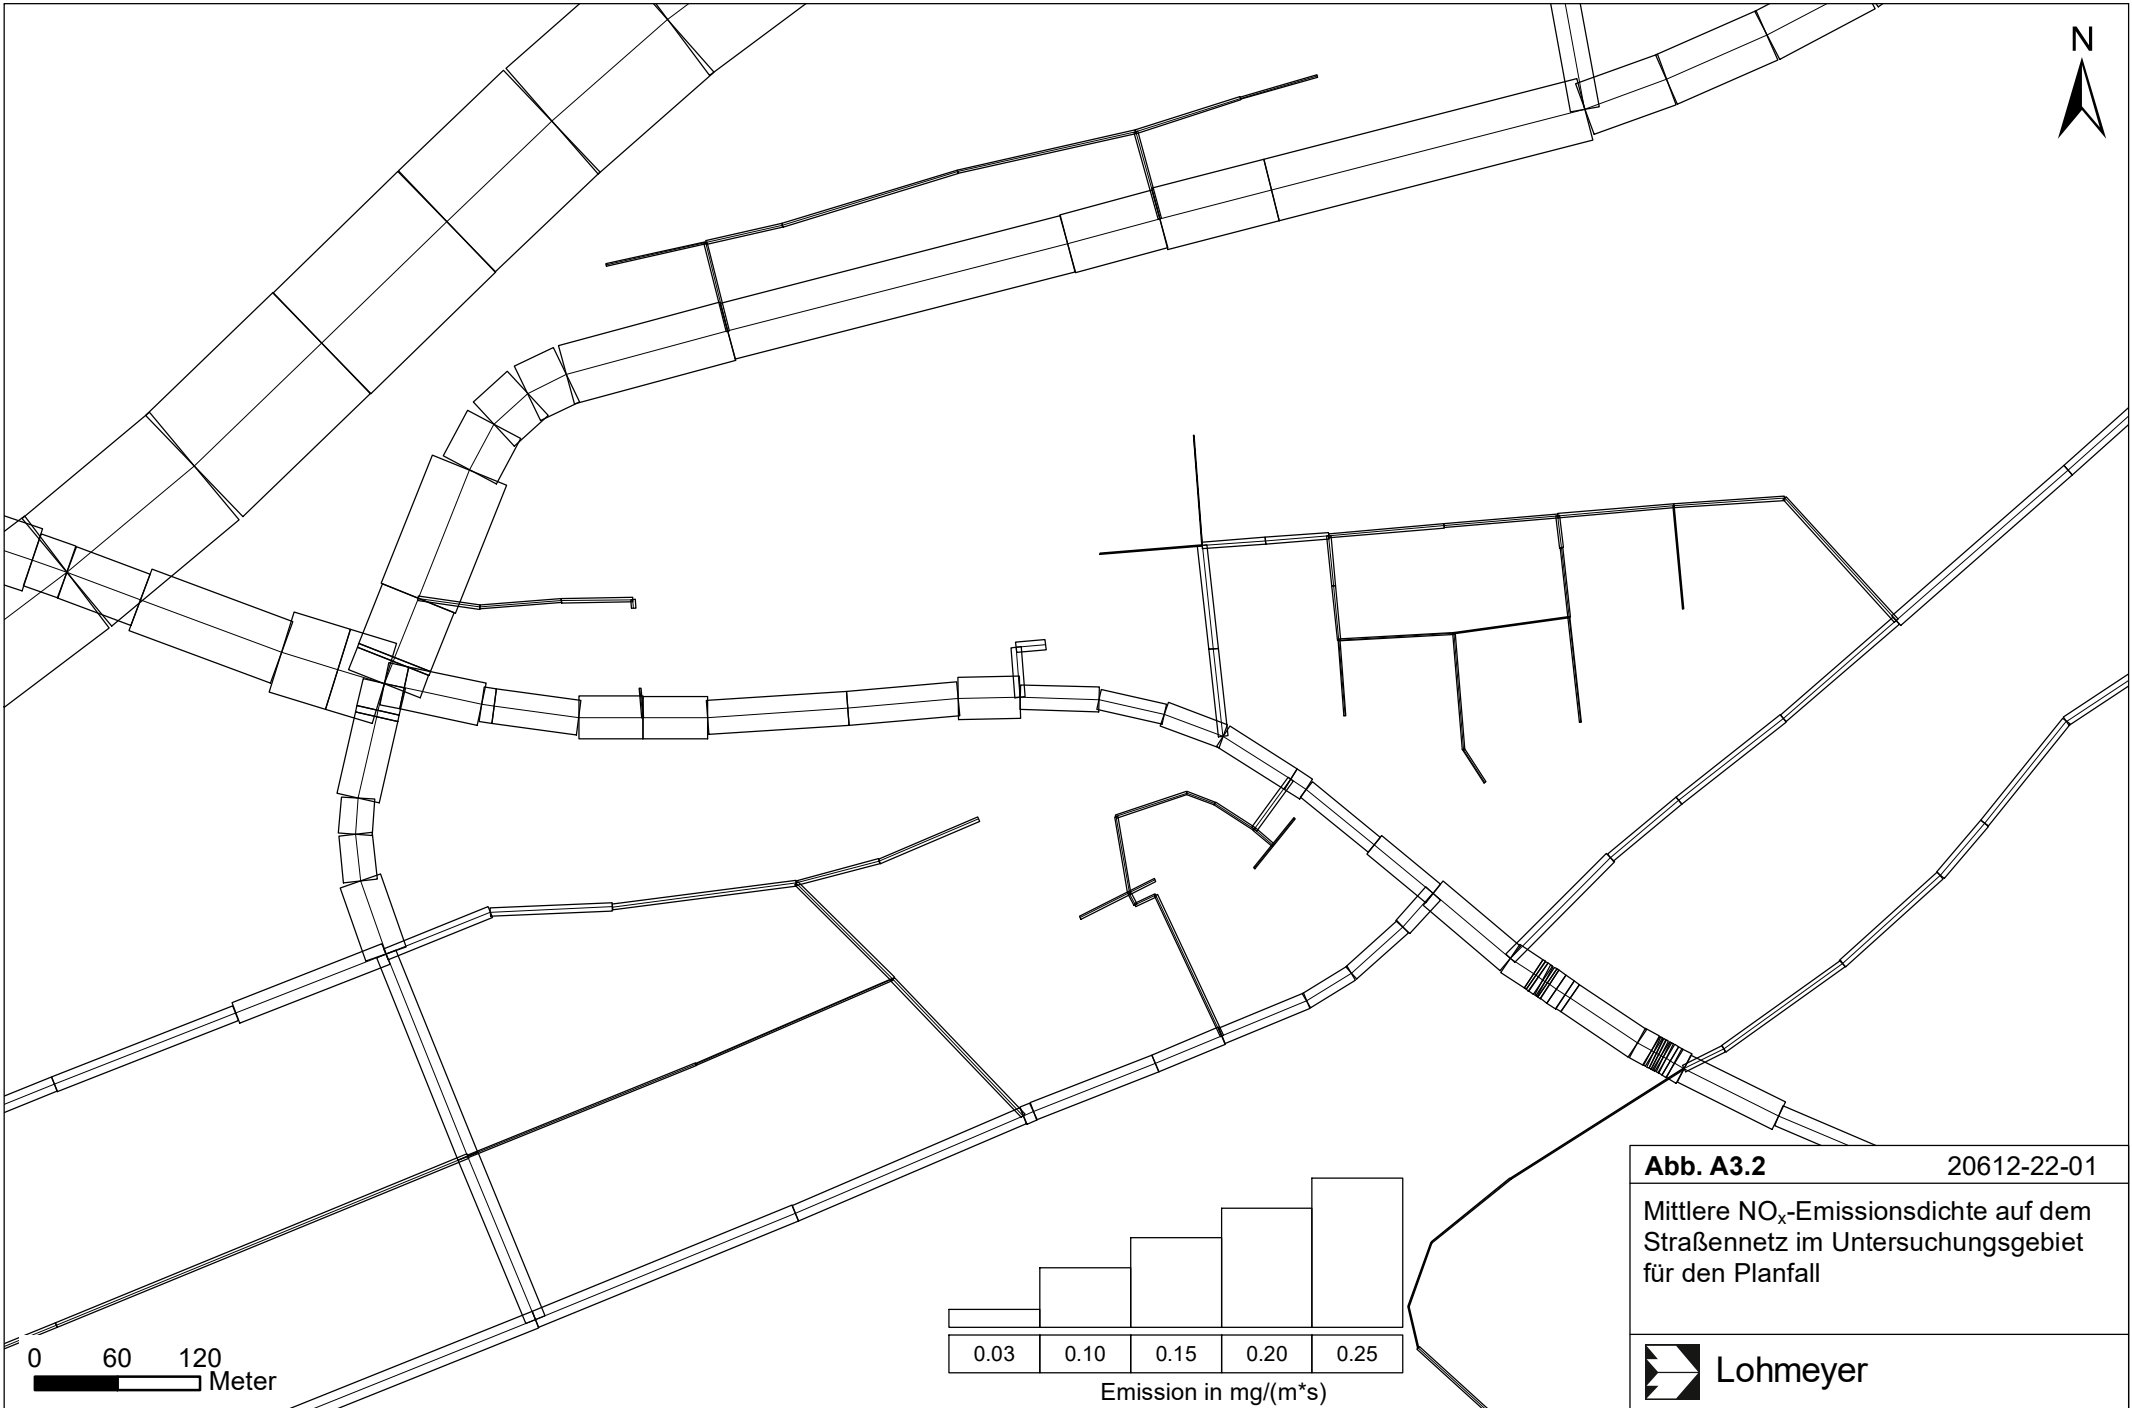 N
0 60 120
Meter
0.03 0.10 0.15 0.20 0.25
Emission in mg/(m*s)
Abb. A3.2 20612-22-01
Mittlere NOx-Emissionsdichte auf dem
Straßennetz im Untersuchungsgebiet
für den Planfall
Lohmeyer